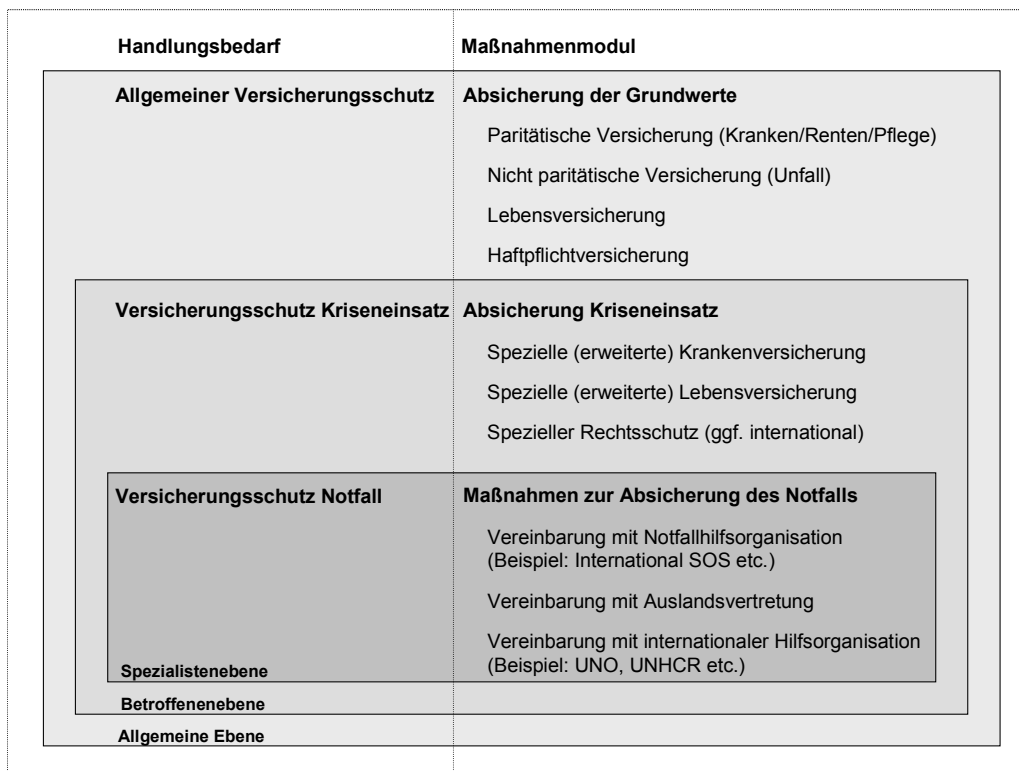 Handlungsbedarf Maßnahmenmodul
Allgemeiner Versicherungsschutz Absicherung der Grundwerte
Paritätische Versicherung (Kranken/Renten/Pflege)
Nicht paritätische Versicherung (Unfall)
Lebensversicherung
Haftpflichtversicherung
Versicherungsschutz Kriseneinsatz Absicherung Kriseneinsatz
Spezielle (erweiterte) Krankenversicherung
Spezielle (erweiterte) Lebensversicherung
Spezieller Rechtsschutz (ggf. international)
Versicherungsschutz Notfall Maßnahmen zur Absicherung des Notfalls
Vereinbarung mit Notfallhilfsorganisation
(Beispiel: International SOS etc.)
Vereinbarung mit Auslandsvertretung
Vereinbarung mit internationaler Hilfsorganisation
(Beispiel: UNO, UNHCR etc.)
Spezialistenebene
Betroffenenebene
Allgemeine Ebene